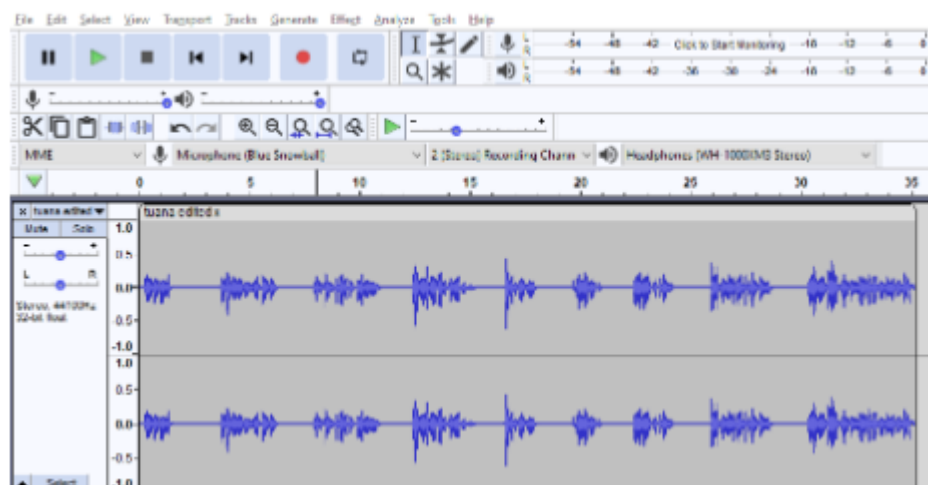 File Edit Select View Transport Tracks Generate Effect Analyze Tools Help
-54 -48 -42 Click to Start Monitoring -18 -12 -6 0
-54 -48 -42 -36 -30 -24 -18 -12 -6 0
MME Microphone (Blue Snowball) 2 (Stereo) Recording Chann Headphones (WH-1000XM3 Stereo)
0 5 10 15 20 25 30 35
x tuana edited tuana edited
Mute Solo 1.0
- + 0.5
L R 0.0
Stereo, 44100Hz
32-bit float -0.5
-1.0
1.0
0.5
0.0
-0.5
Select -1.0